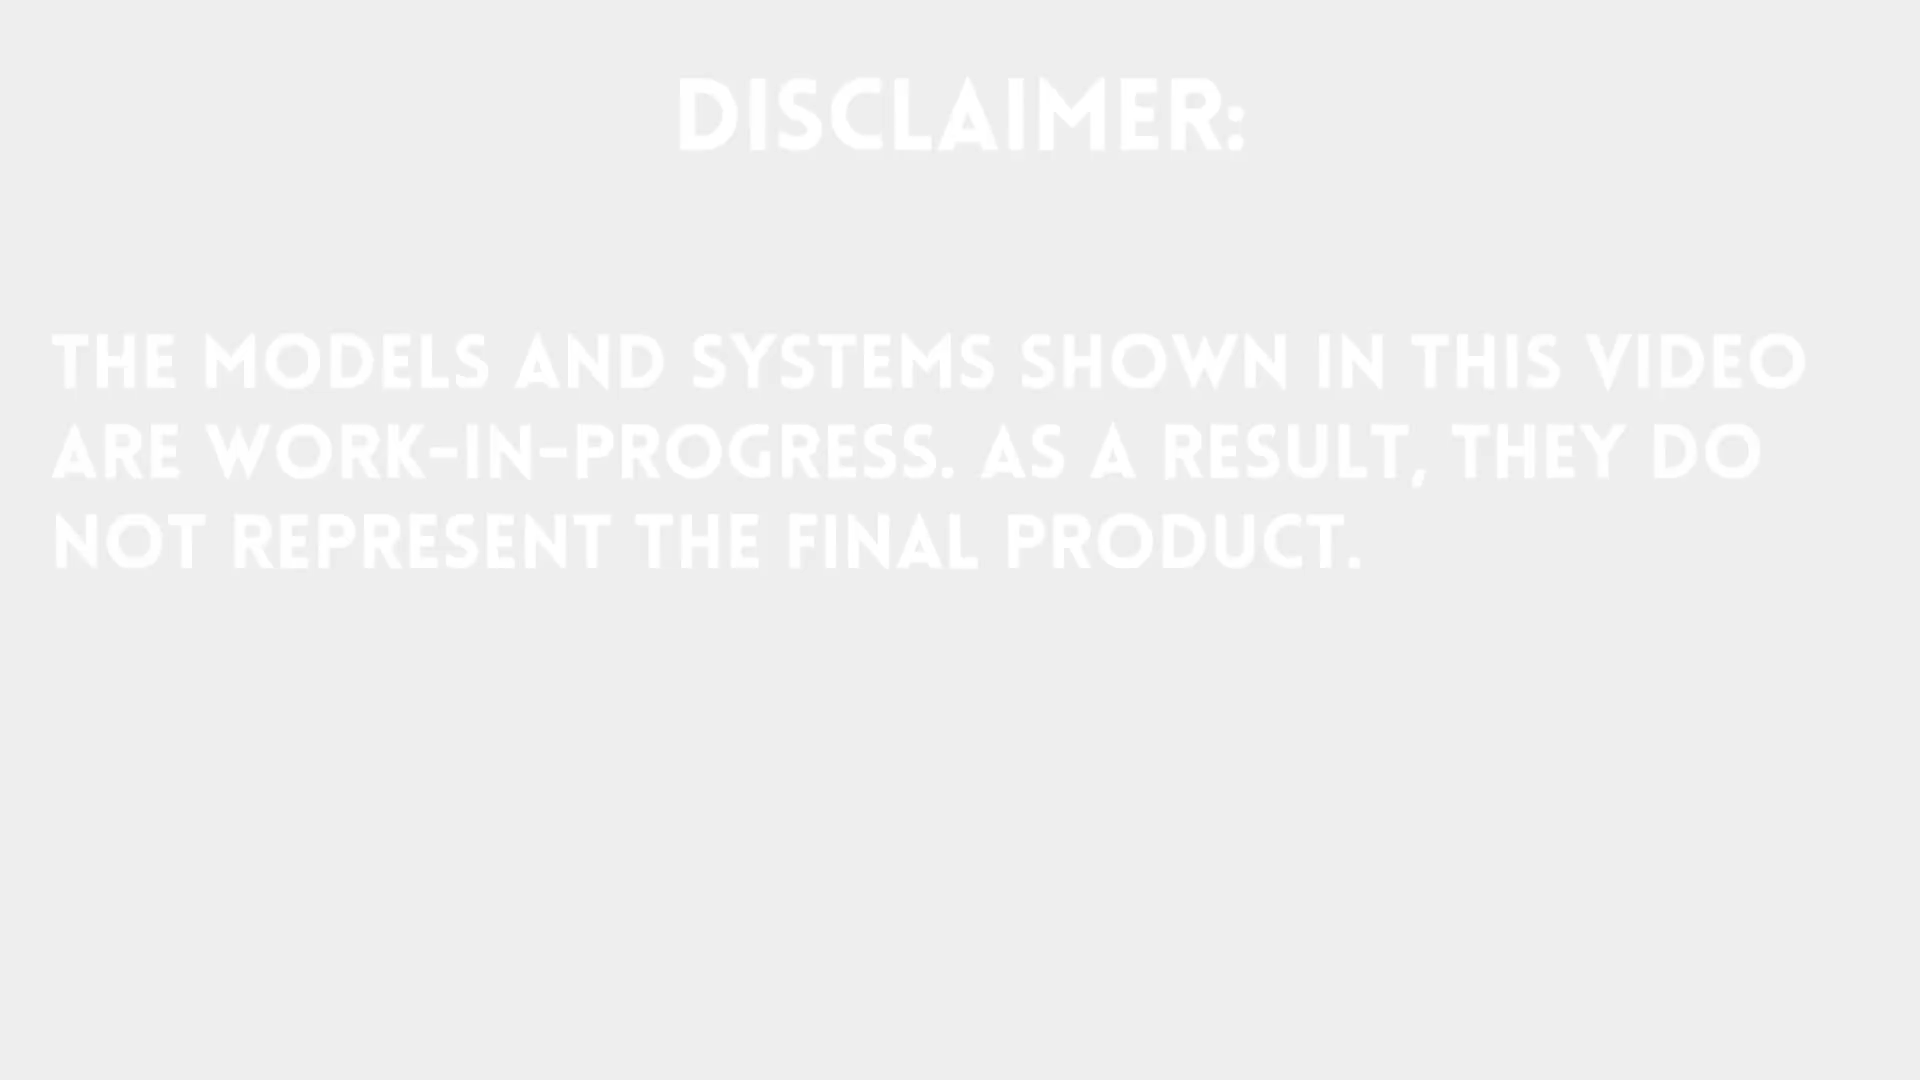 DISCLAIMER:
THE MODELS AND SYSTEMS SHOWN IN THIS VIDEO
ARE WORK-IN-PROGRESS. AS A RESULT, THEY DO
NOT REPRESENT THE FINAL PRODUCT.